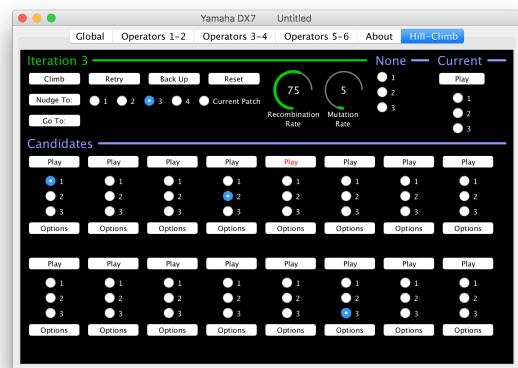 Yamaha DX7 Untitled
Global Operators 1-2 Operators 3-4 Operators 5-6 About Hill-Climb
Iteration 3 None Current
Climb Retry Back Up Reset 75 5 1 Play
Nudge To: 1 2 3 4 Current Patch 2 1
Go To: Recombination Rate Mutation Rate 3 2
3
Candidates
Play Play Play Play Play Play Play Play
1 1 1 1 1 1 1 1
2 2 2 2 2 2 2 2
3 3 3 3 3 3 3 3
Options Options Options Options Options Options Options Options
Play Play Play Play Play Play Play Play
1 1 1 1 1 1 1 1
2 2 2 2 2 2 2 2
3 3 3 3 3 3 3 3
Options Options Options Options Options Options Options Options